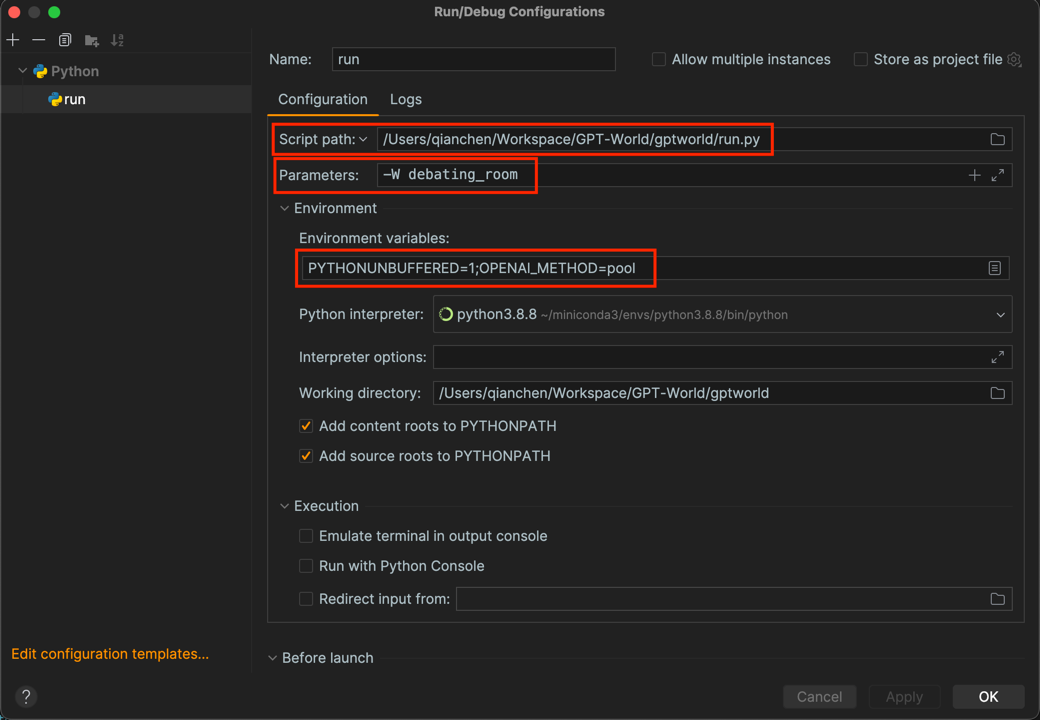 Run/Debug Configurations
Python
run
Name: run Allow multiple instances Store as project file
Configuration Logs
Script path: /Users/qianchen/Workspace/GPT-World/gptworld/run.py
Parameters: -W debating_room
Environment
Environment variables:
PYTHONUNBUFFERED=1;OPENAI_METHOD=pool
Python interpreter: python3.8.8 ~/miniconda3/envs/python3.8.8/bin/python
Interpreter options:
Working directory: /Users/qianchen/Workspace/GPT-World/gptworld
Add content roots to PYTHONPATH
Add source roots to PYTHONPATH
Execution
Emulate terminal in output console
Run with Python Console
Redirect input from:
Edit configuration templates...
Before launch
? Cancel Apply OK